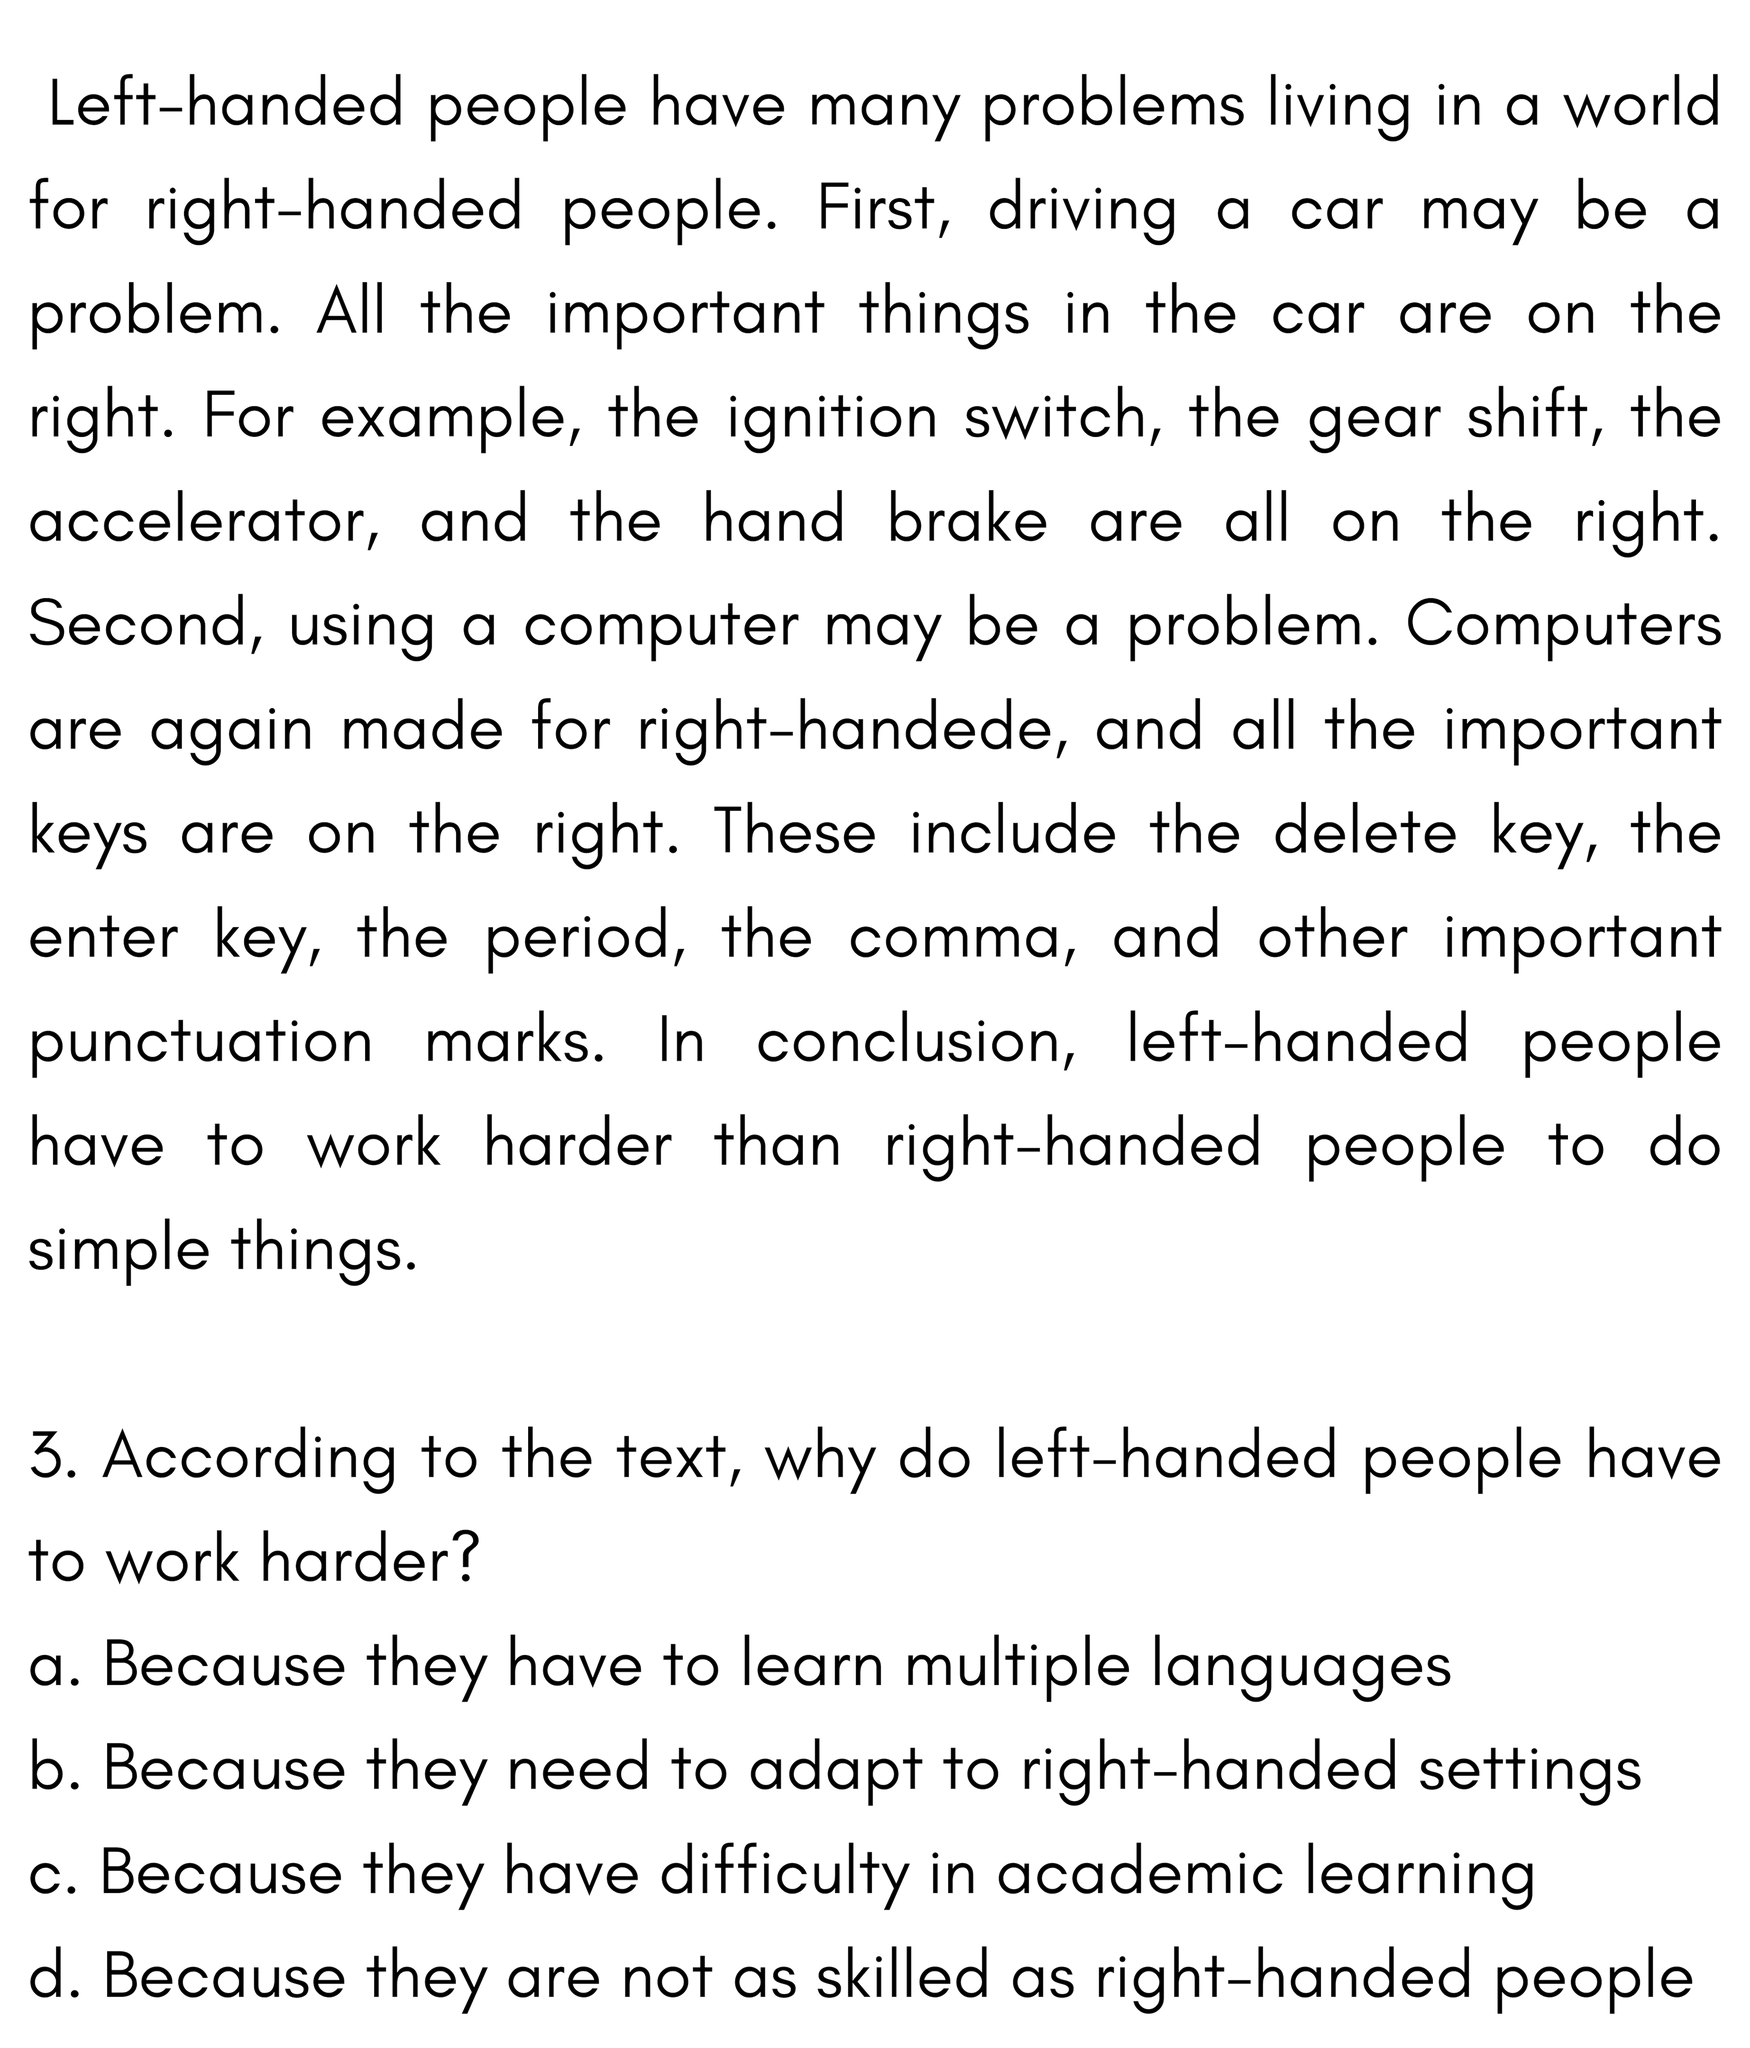 Left-handed people have many problems living in a world
for right-handed people. First, driving a car may be a
problem. All the important things in the car are on the
right. For example, the ignition switch, the gear shift, the
accelerator, and the hand brake are all on the right.
Second, using a computer may be a problem. Computers
are again made for right-handede, and all the important
keys are on the right. These include the delete key, the
enter key, the period, the comma, and other important
punctuation marks. In conclusion, left-handed people
have to work harder than right-handed people to do
simple things.
3. According to the text, why do left-handed people have
to work harder?
a. Because they have to learn multiple languages
b. Because they need to adapt to right-handed settings
c. Because they have difficulty in academic learning
d. Because they are not as skilled as right-handed people